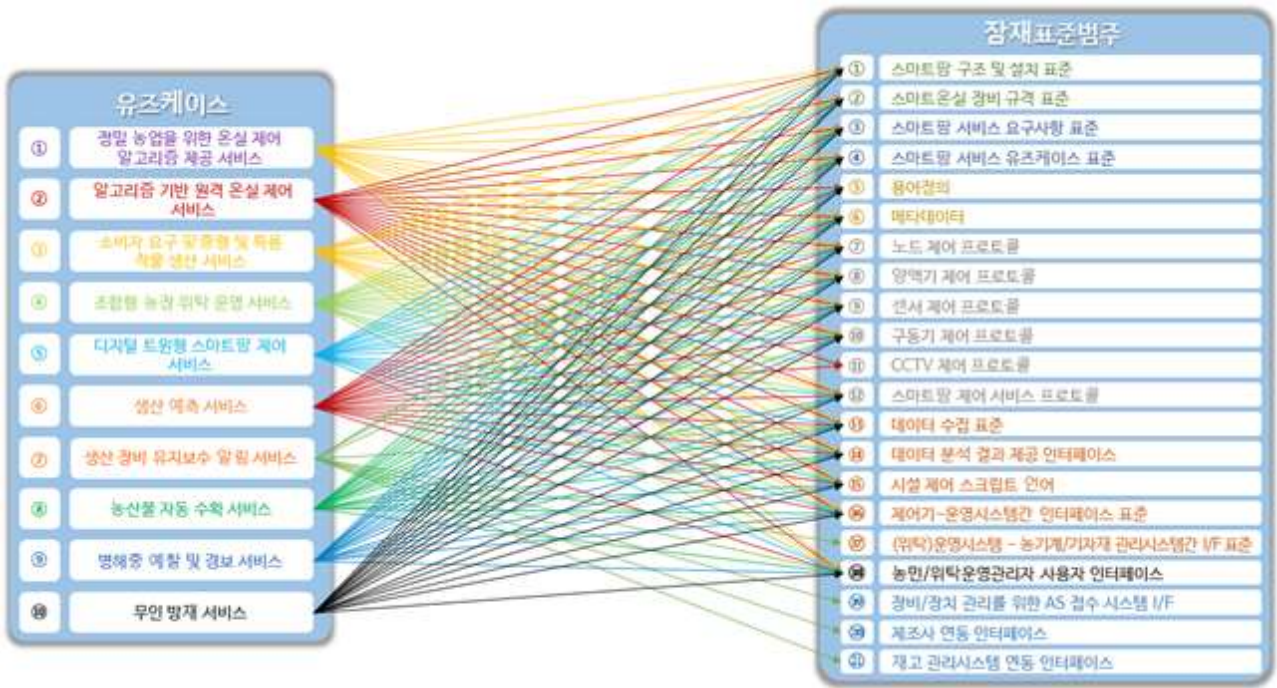 유즈케이스
① 정밀 농업을 위한 온실 제어
알고리즘 제공 서비스
② 알고리즘 기반 원격 온실 제어
서비스
③ 소비자 요구 맞춤형 및 특용
작물 생산 서비스
④ 조합형 농장 위탁 운영 서비스
⑤ 디지털 트윈형 스마트팜 제어
서비스
⑥ 생산 예측 서비스
⑦ 생산 장비 유지보수 알림 서비스
⑧ 농산물 자동 수확 서비스
⑨ 병해충 예찰 및 경보 서비스
⑩ 무인 방재 서비스
잠재표준범주
① 스마트팜 구조 및 설치 표준
② 스마트온실 장비 규격 표준
③ 스마트팜 서비스 요구사항 표준
④ 스마트팜 서비스 유즈케이스 표준
⑤ 용어정의
⑥ 메타데이터
⑦ 노드 제어 프로토콜
⑧ 양액기 제어 프로토콜
⑨ 센서 제어 프로토콜
⑩ 구동기 제어 프로토콜
⑪ CCTV 제어 프로토콜
⑫ 스마트팜 제어 서비스 프로토콜
⑬ 데이터 수집 표준
⑭ 데이터 분석 결과 제공 인터페이스
⑮ 시설 제어 스크립트 언어
⑯ 제어기-운영시스템간 인터페이스 표준
⑰ (위탁)운영시스템 - 농기계/기자재 관리시스템간 I/F 표준
⑱ 농민/위탁운영관리자 사용자 인터페이스
⑲ 장비/장치 관리를 위한 AS 접수 시스템 I/F
⑳ 제조사 연동 인터페이스
㉑ 재고 관리시스템 연동 인터페이스